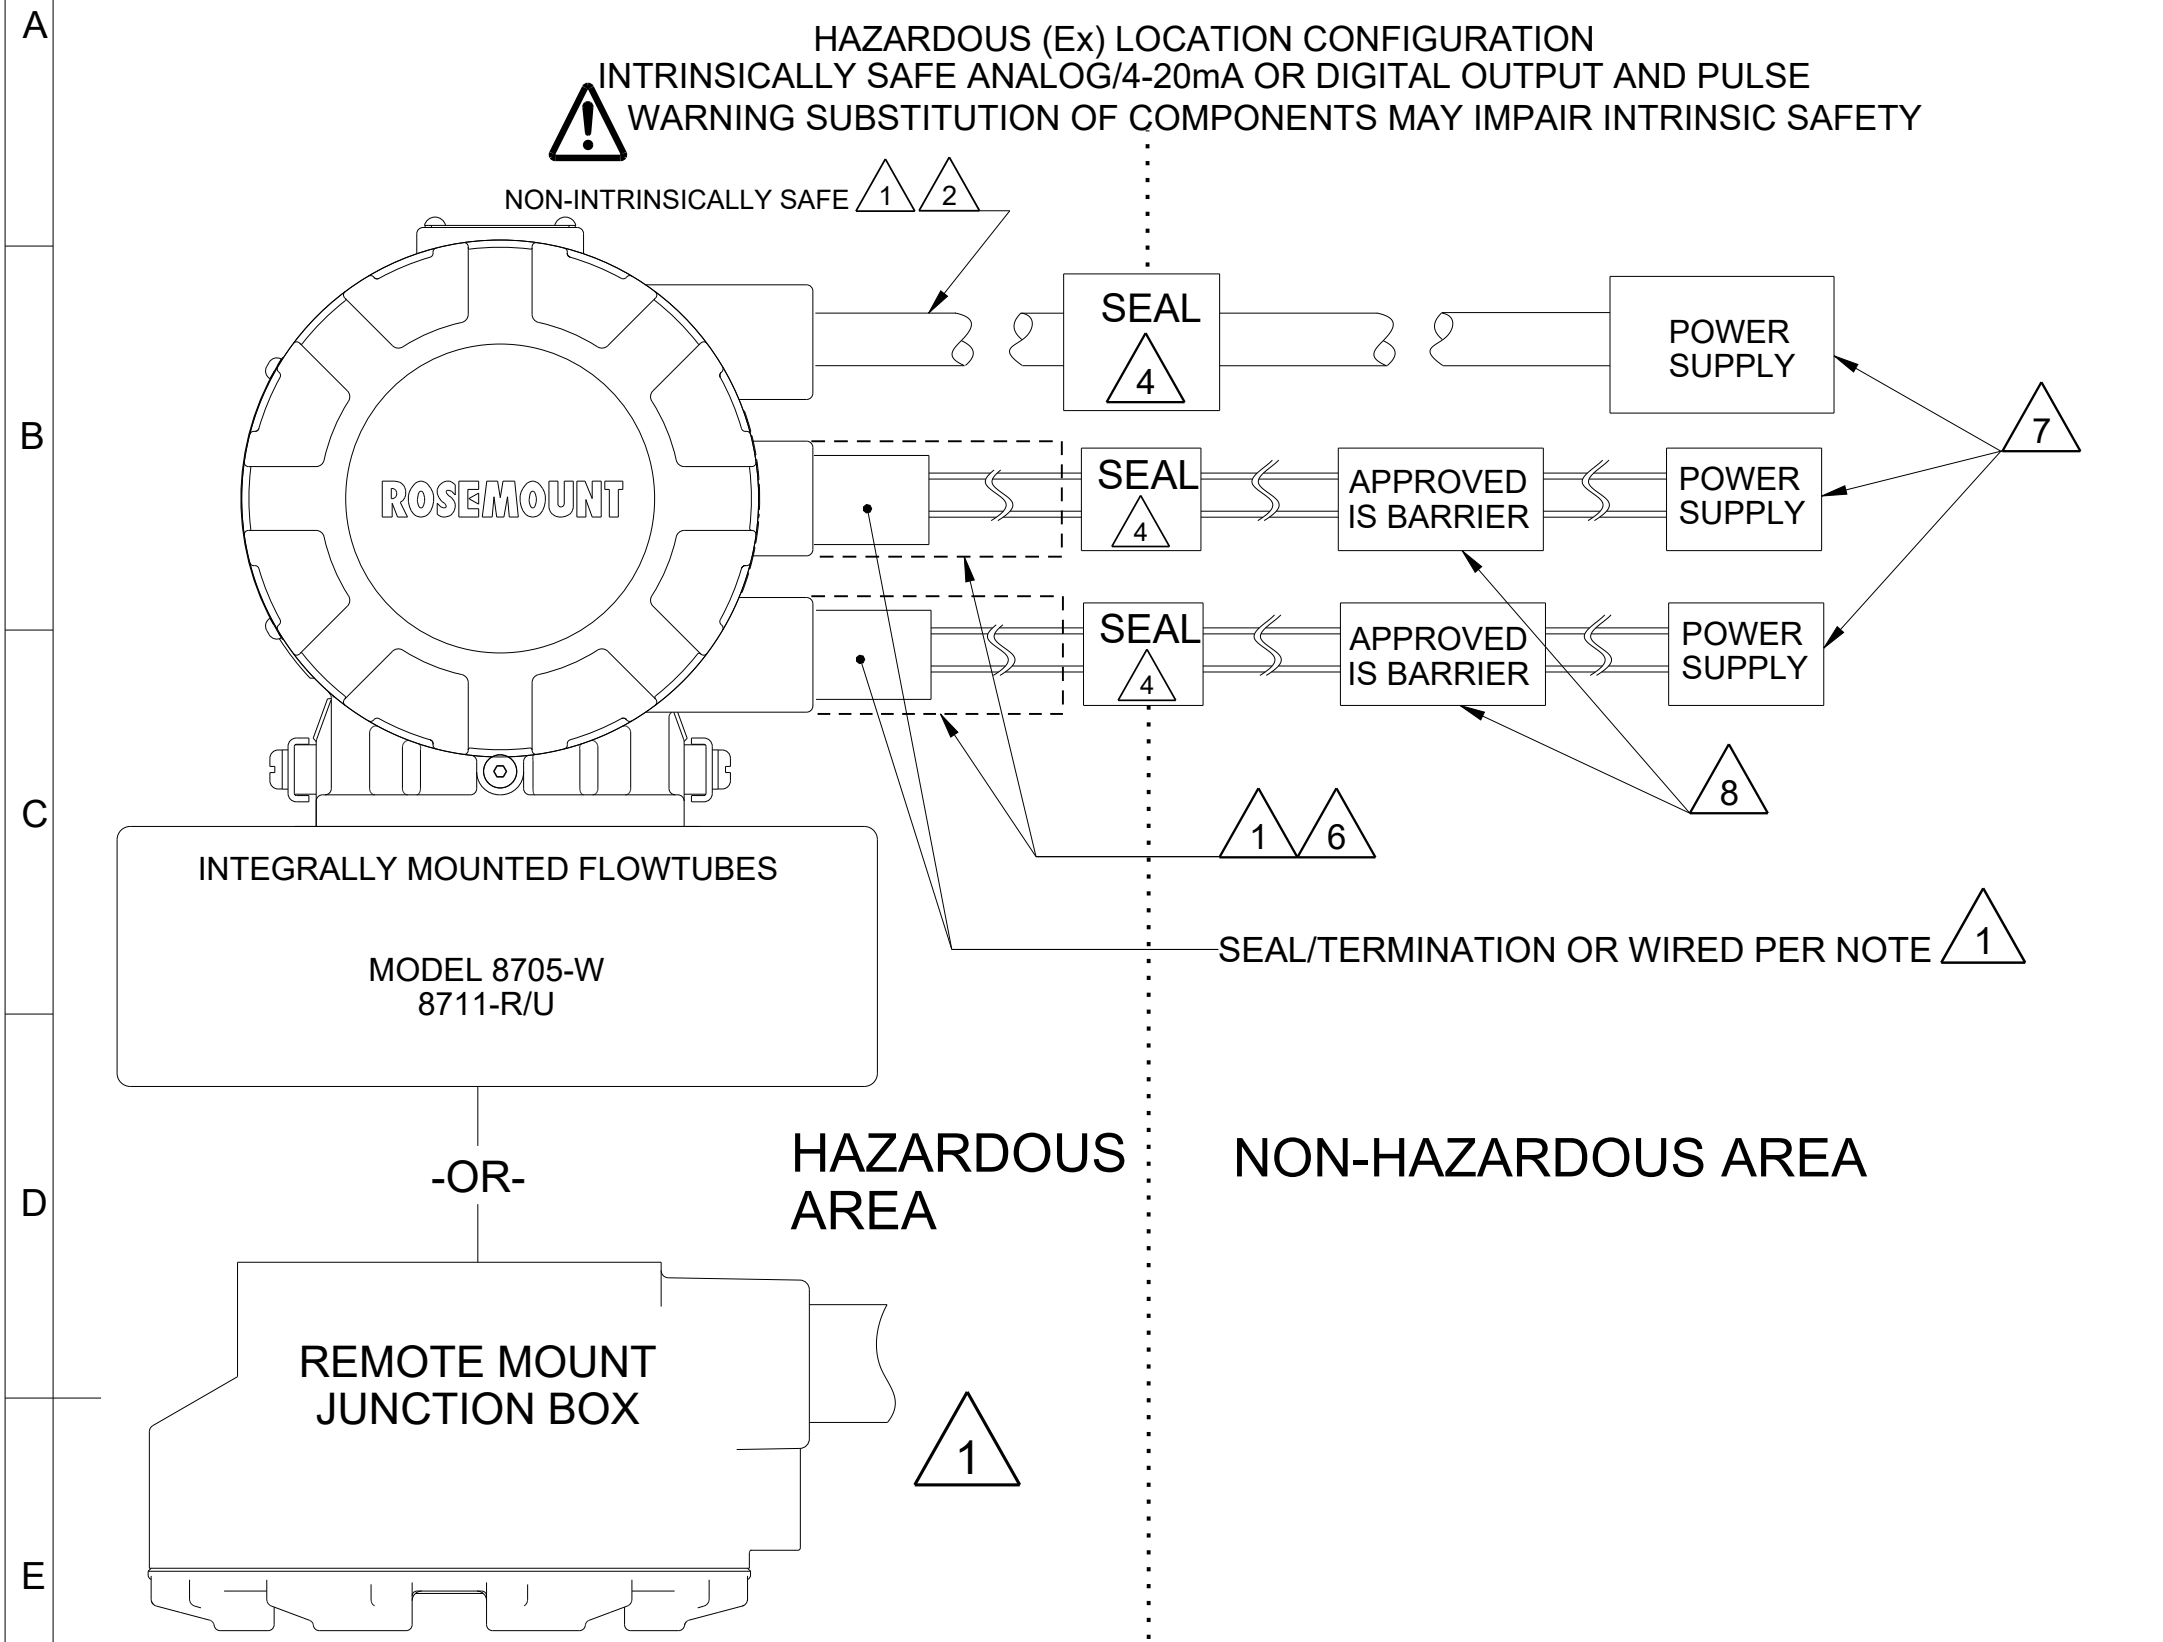 A
HAZARDOUS (Ex) LOCATION CONFIGURATION
INTRINSICALLY SAFE ANALOG/4-20mA OR DIGITAL OUTPUT AND PULSE
WARNING SUBSTITUTION OF COMPONENTS MAY IMPAIR INTRINSIC SAFETY
NON-INTRINSICALLY SAFE 1 2
SEAL
4
POWER
SUPPLY
B
7
ROSEMOUNT
SEAL
4
APPROVED
IS BARRIER
POWER
SUPPLY
SEAL
4
APPROVED
IS BARRIER
POWER
SUPPLY
8
C
1 6
INTEGRALLY MOUNTED FLOWTUBES
MODEL 8705-W
8711-R/U
SEAL/TERMINATION OR WIRED PER NOTE 1
HAZARDOUS
AREA
NON-HAZARDOUS AREA
-OR-
D
REMOTE MOUNT
JUNCTION BOX
1
E